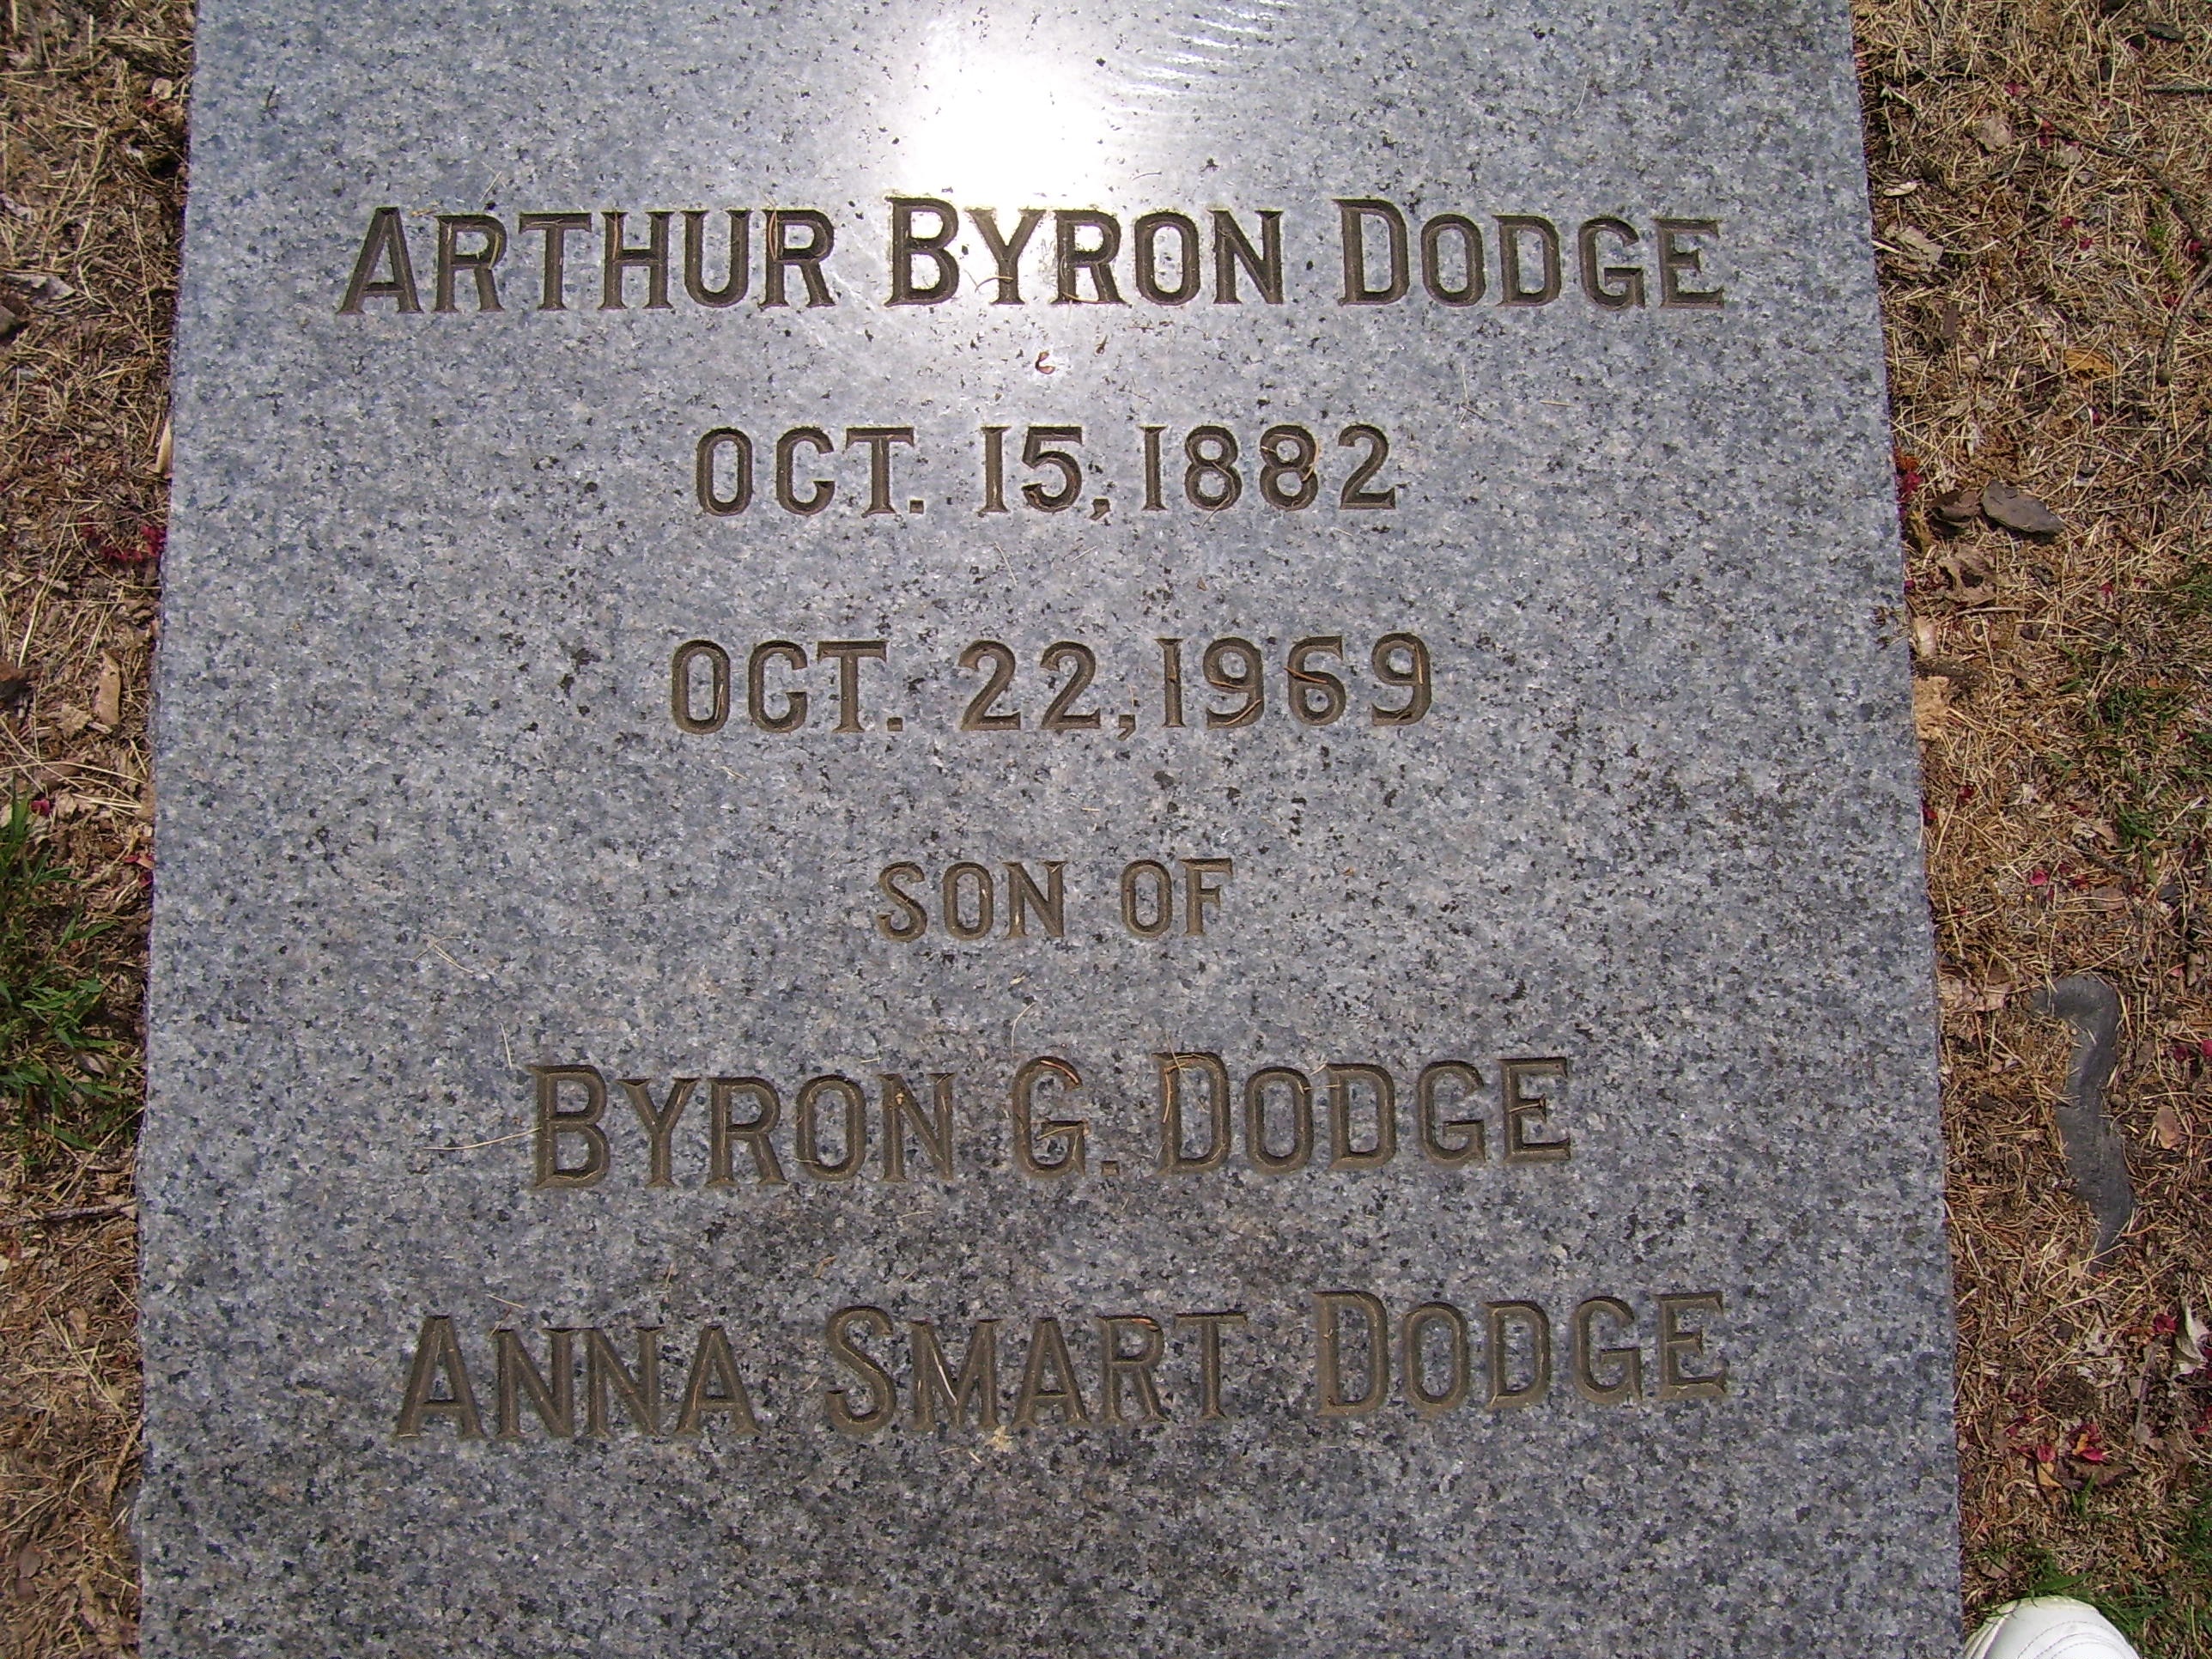 ARTHUR BYRON DODGE
OCT. 15, 1882
OCT. 22, 1969
SON OF
BYRON G. DODGE
ANNA SMART DODGE